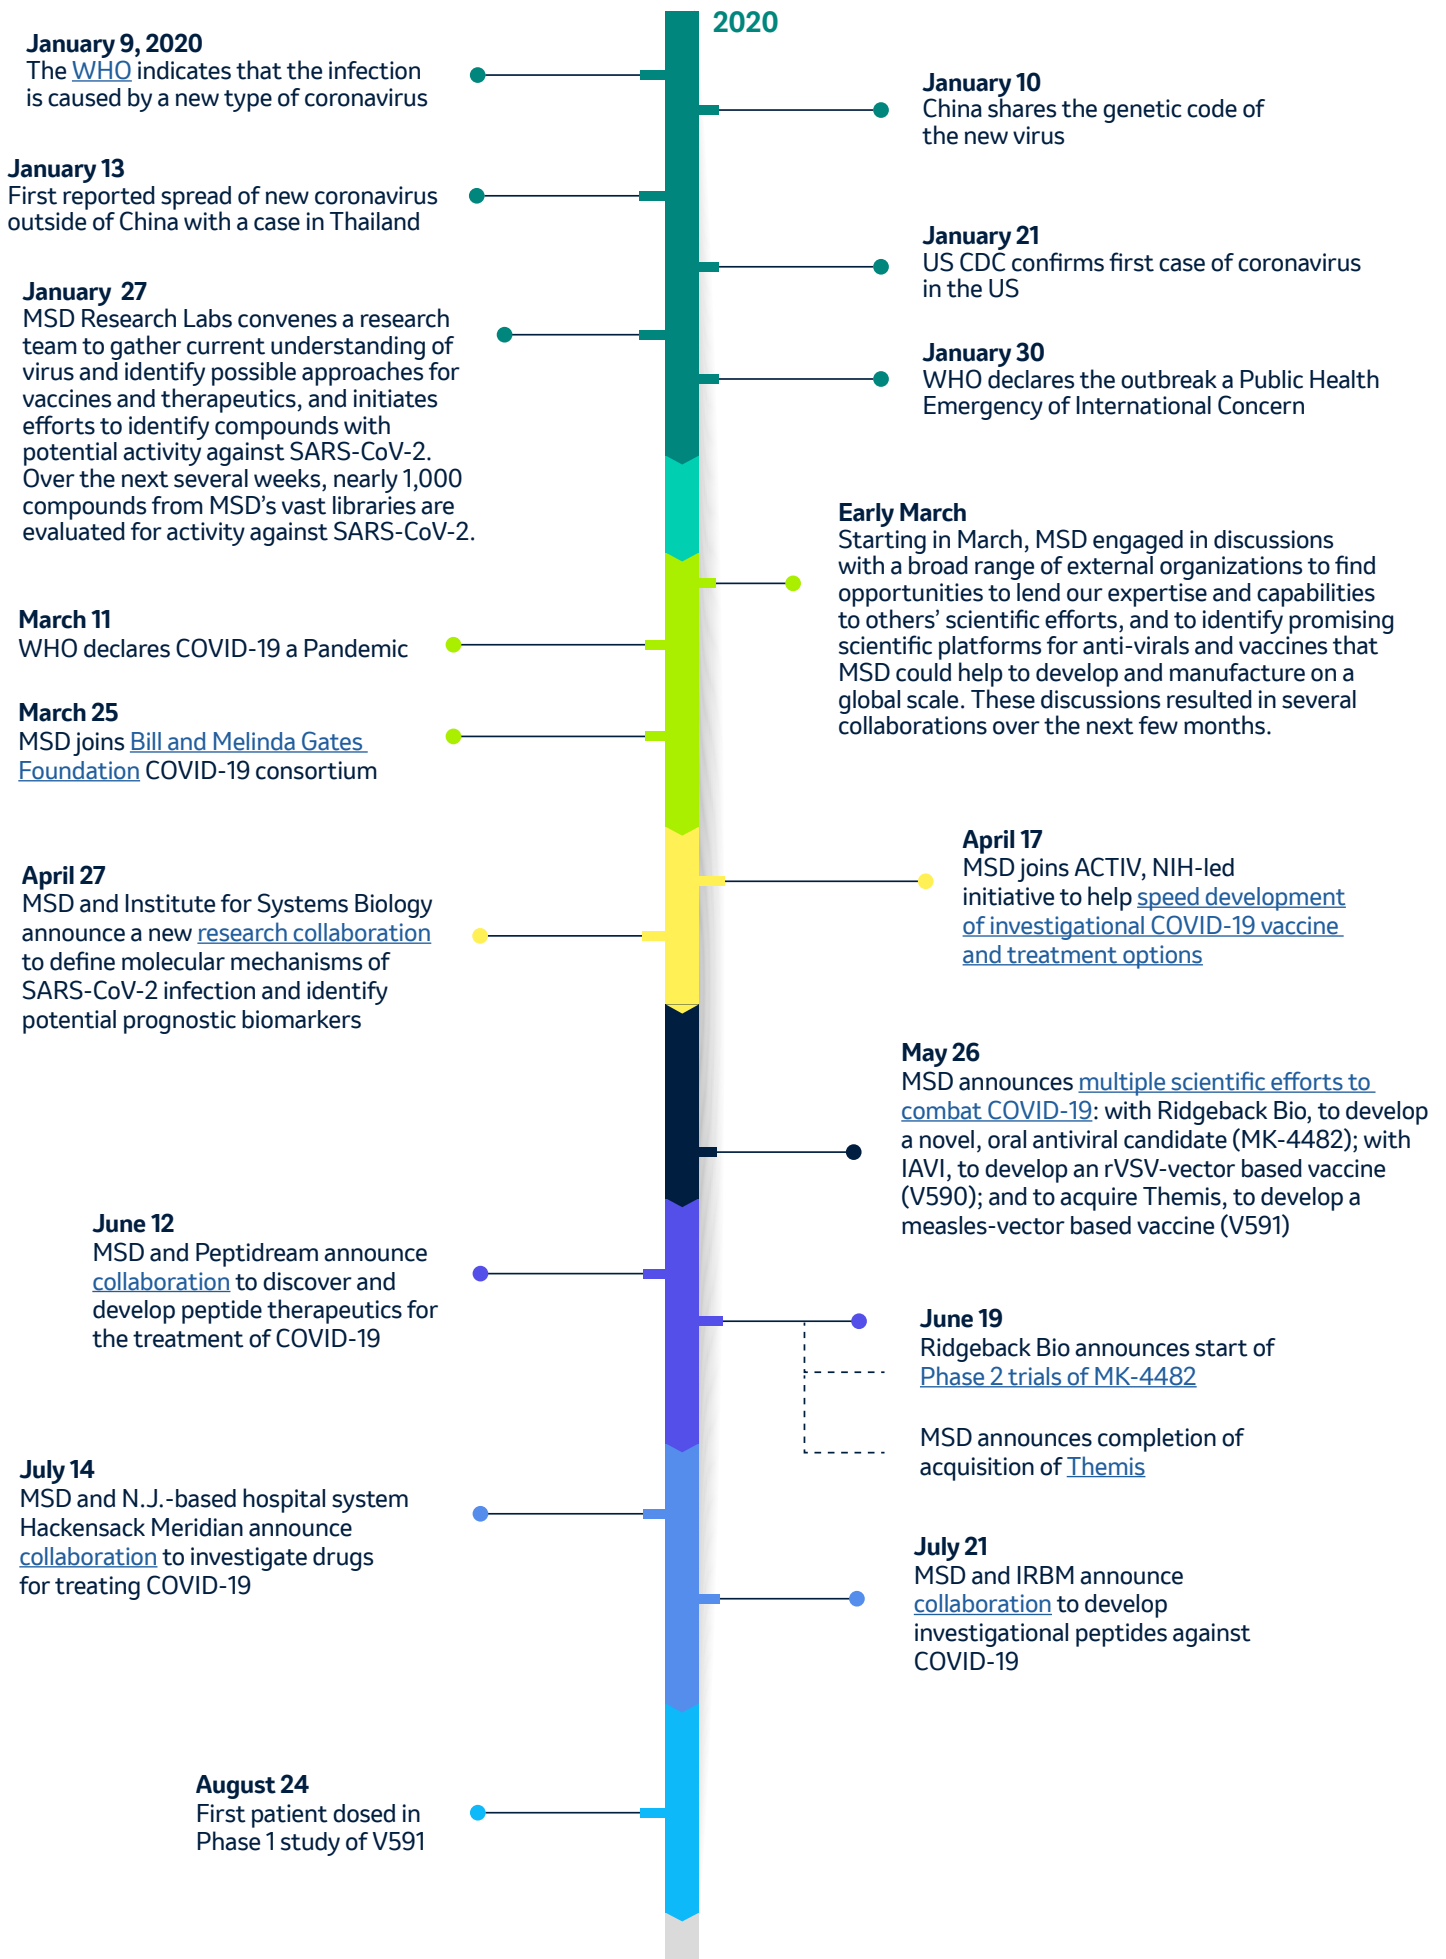 2020
January 9, 2020
The WHO indicates that the infection
is caused by a new type of coronavirus
January 10
China shares the genetic code of
the new virus
January 13
First reported spread of new coronavirus
outside of China with a case in Thailand
January 21
US CDC confirms first case of coronavirus
in the US
January 27
MSD Research Labs convenes a research
team to gather current understanding of
virus and identify possible approaches for
vaccines and therapeutics, and initiates
efforts to identify compounds with
potential activity against SARS-CoV-2.
Over the next several weeks, nearly 1,000
compounds from MSD's vast libraries are
evaluated for activity against SARS-CoV-2.
January 30
WHO declares the outbreak a Public Health
Emergency of International Concern
Early March
Starting in March, MSD engaged in discussions
with a broad range of external organizations to find
opportunities to lend our expertise and capabilities
to others' scientific efforts, and to identify promising
scientific platforms for anti-virals and vaccines that
MSD could help to develop and manufacture on a
global scale. These discussions resulted in several
collaborations over the next few months.
March 11
WHO declares COVID-19 a Pandemic
March 25
MSD joins Bill and Melinda Gates
Foundation COVID-19 consortium
April 17
MSD joins ACTIV, NIH-led
initiative to help speed development
of investigational COVID-19 vaccine
and treatment options
April 27
MSD and Institute for Systems Biology
announce a new research collaboration
to define molecular mechanisms of
SARS-CoV-2 infection and identify
potential prognostic biomarkers
May 26
MSD announces multiple scientific efforts to
combat COVID-19: with Ridgeback Bio, to develop
a novel, oral antiviral candidate (MK-4482); with
IAVI, to develop an rVSV-vector based vaccine
(V590); and to acquire Themis, to develop a
measles-vector based vaccine (V591)
June 12
MSD and Peptidream announce
collaboration to discover and
develop peptide therapeutics for
the treatment of COVID-19
June 19
Ridgeback Bio announces start of
Phase 2 trials of MK-4482
MSD announces completion of
acquisition of Themis
July 14
MSD and N.J.-based hospital system
Hackensack Meridian announce
collaboration to investigate drugs
for treating COVID-19
July 21
MSD and IRBM announce
collaboration to develop
investigational peptides against
COVID-19
August 24
First patient dosed in
Phase 1 study of V591